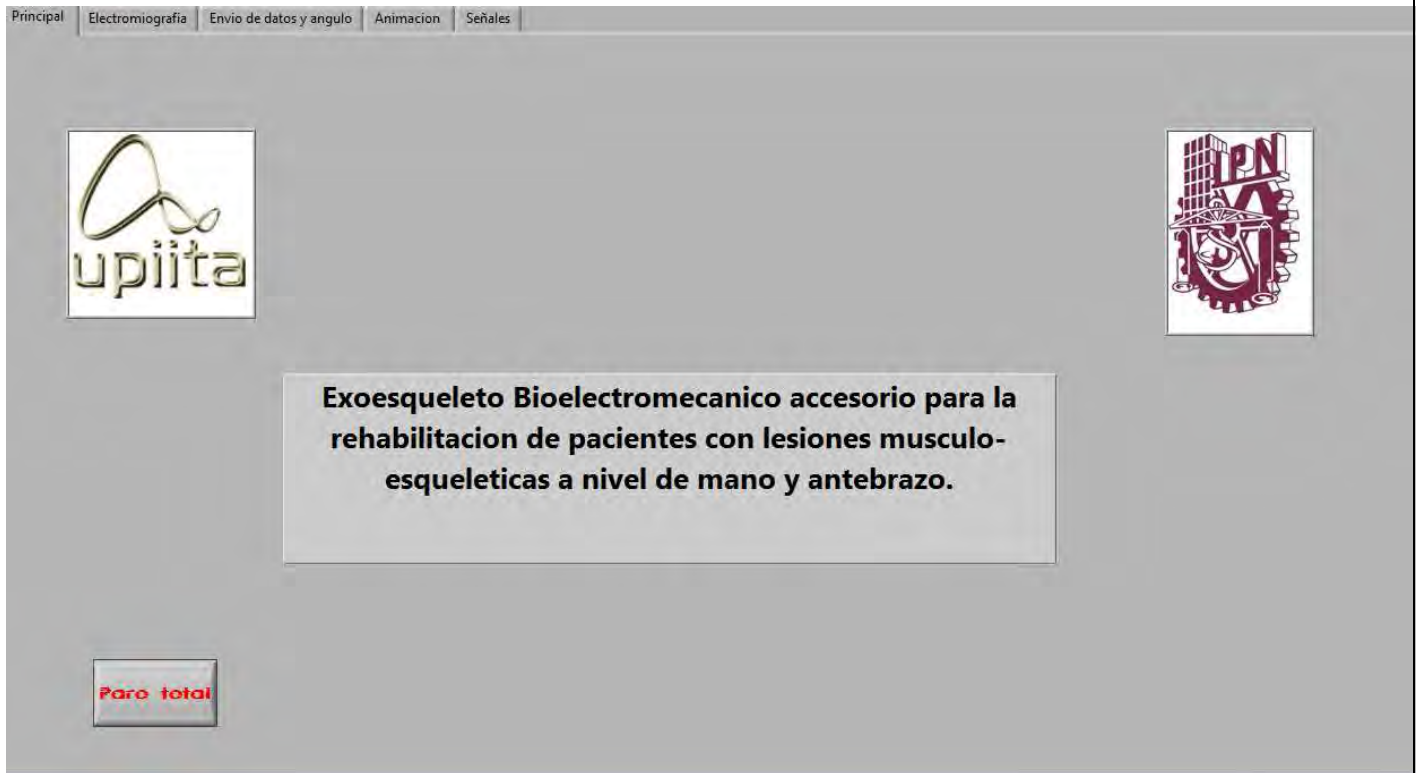 Principal Electromiografia Envio de datos y angulo Animacion Señales
upiita
IPN
Exoesqueleto Bioelectromecanico accesorio para la
rehabilitacion de pacientes con lesiones musculo-
esqueleticas a nivel de mano y antebrazo.
Paro total